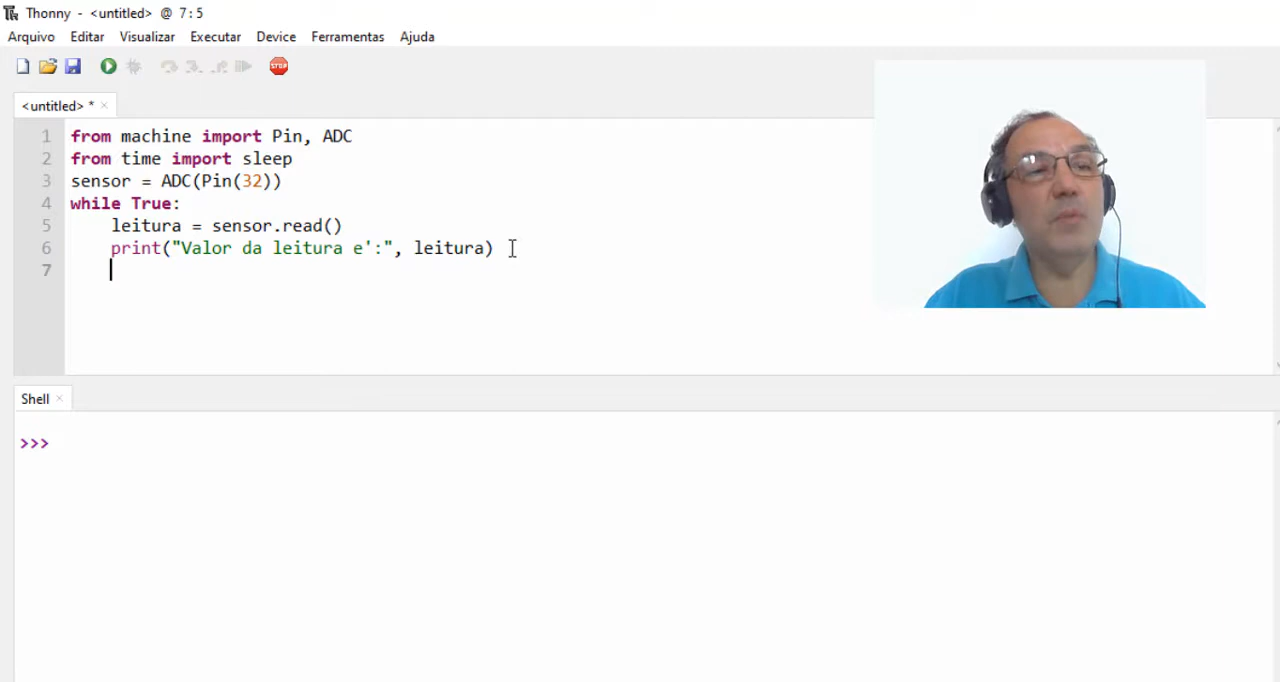 Thonny - <untitled> @ 7:5
Arquivo Editar Visualizar Executar Device Ferramentas Ajuda
STOP
<untitled> * ×
1 from machine import Pin, ADC
2 from time import sleep
3 sensor = ADC(Pin(32))
4 while True:
5 leitura = sensor.read()
6 print("Valor da leitura e':", leitura)
7
Shell ×
>>>